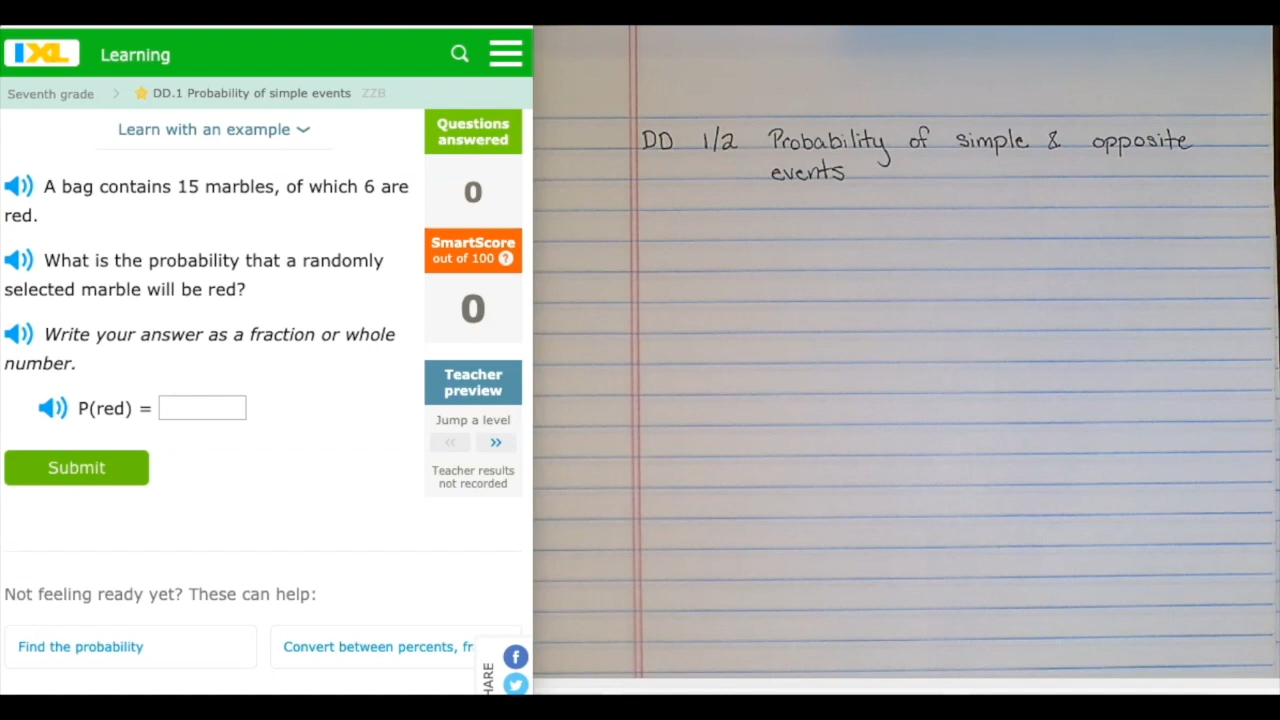 IXL Learning
Seventh grade > DD.1 Probability of simple events ZZB
Learn with an example
A bag contains 15 marbles, of which 6 are
red.
What is the probability that a randomly
selected marble will be red?
Write your answer as a fraction or whole
number.
P(red) =
Submit
Questions
answered
0
SmartScore
out of 100 ?
0
Teacher
preview
Jump a level
<< >>
Teacher results
not recorded
Not feeling ready yet? These can help:
Find the probability
Convert between percents, fr
HARE
DD 1/2 Probability of simple & opposite
events